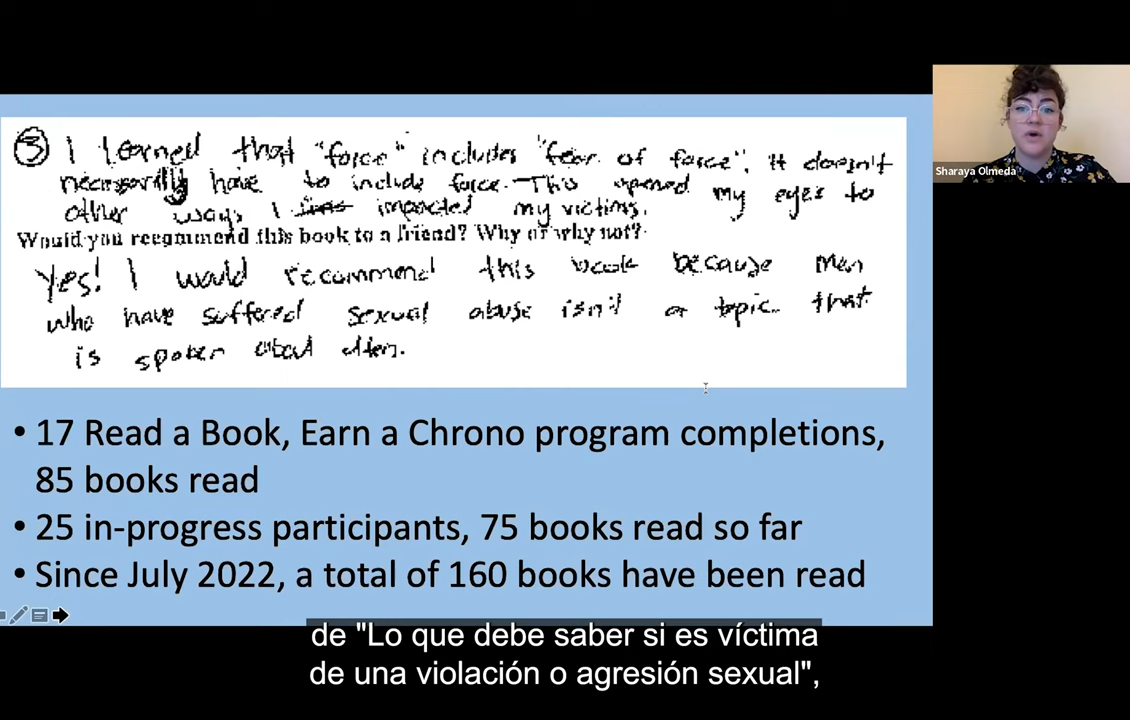 ③ I learned that "force" includes "fear of force". It doesn't
necessarily have to include force. This opened my eyes to
other ways I impacted my victims.
Would you recommend this book to a friend? Why or why not?
Yes! I would recommend this book because men
who have suffered sexual abuse isn't a topic that
is spoken about often.
• 17 Read a Book, Earn a Chrono program completions,
85 books read
• 25 in-progress participants, 75 books read so far
• Since July 2022, a total of 160 books have been read
Sharaya Olmeda
de "Lo que debe saber si es víctima
de una violación o agresión sexual",